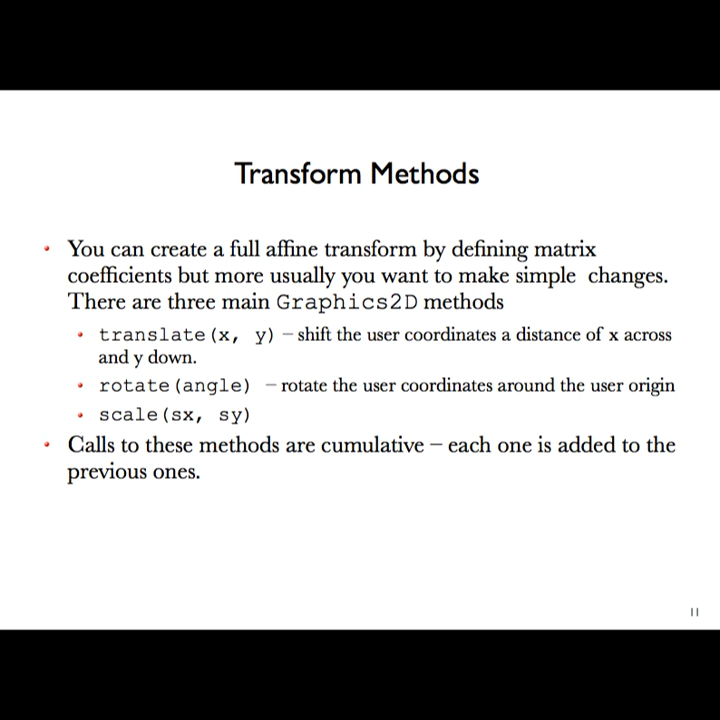 Transform Methods
• You can create a full affine transform by defining matrix
coefficients but more usually you want to make simple changes.
There are three main Graphics2D methods
• translate(x, y) – shift the user coordinates a distance of x across
and y down.
• rotate(angle) – rotate the user coordinates around the user origin
• scale(sx, sy)
• Calls to these methods are cumulative – each one is added to the
previous ones.
11